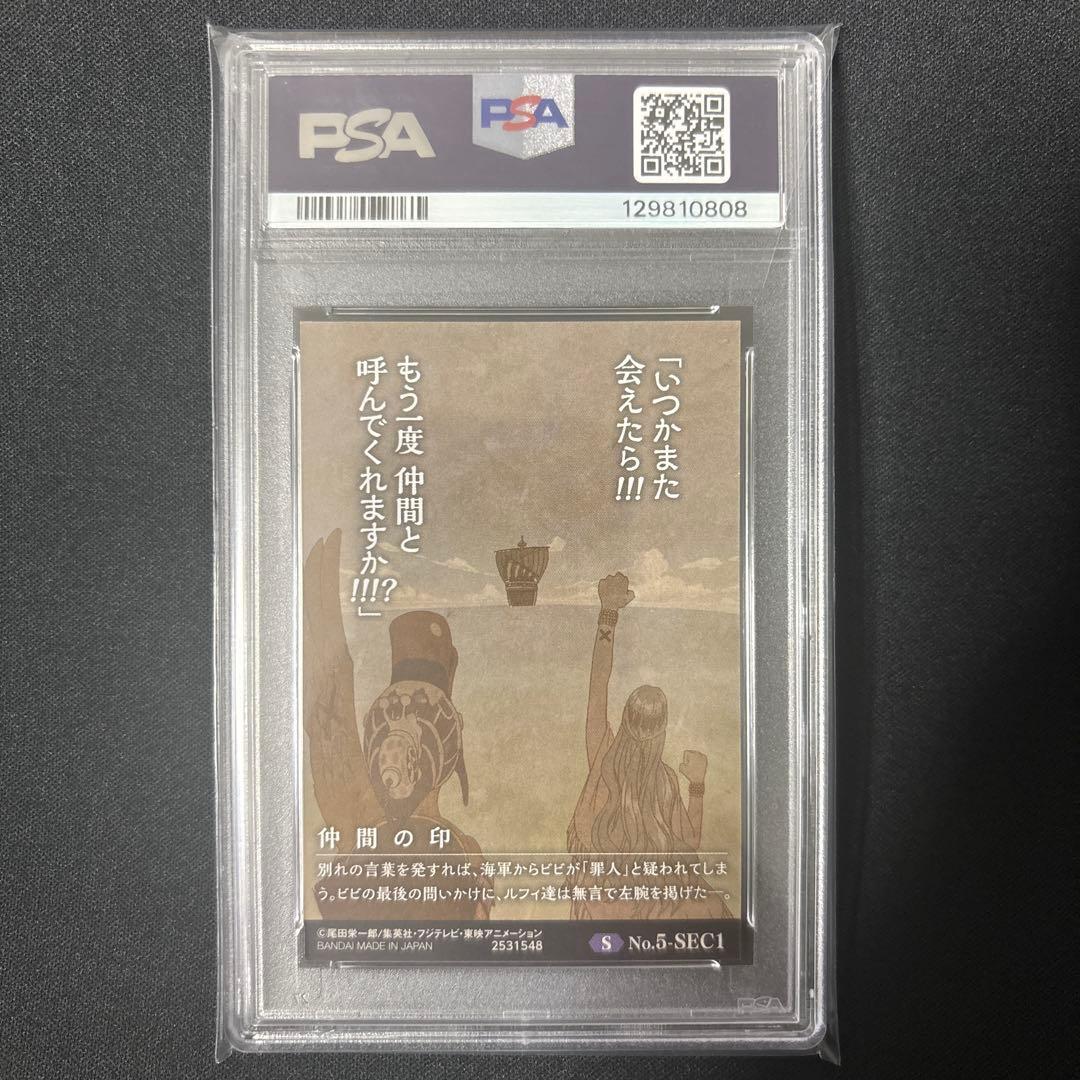 PSA
PSA
129810808
「いつかまた
会えたら!!!
もう一度 仲間と
呼んでくれますか!!!?」
仲間の印
別れの言葉を発すれば、海軍からビビが「罪人」と疑われてしま
う。ビビの最後の問いかけに、ルフィ達は無言で左腕を掲げた─。
©尾田栄一郎/集英社・フジテレビ・東映アニメーション
BANDAI MADE IN JAPAN 2531548
S No.5-SEC1
PSA